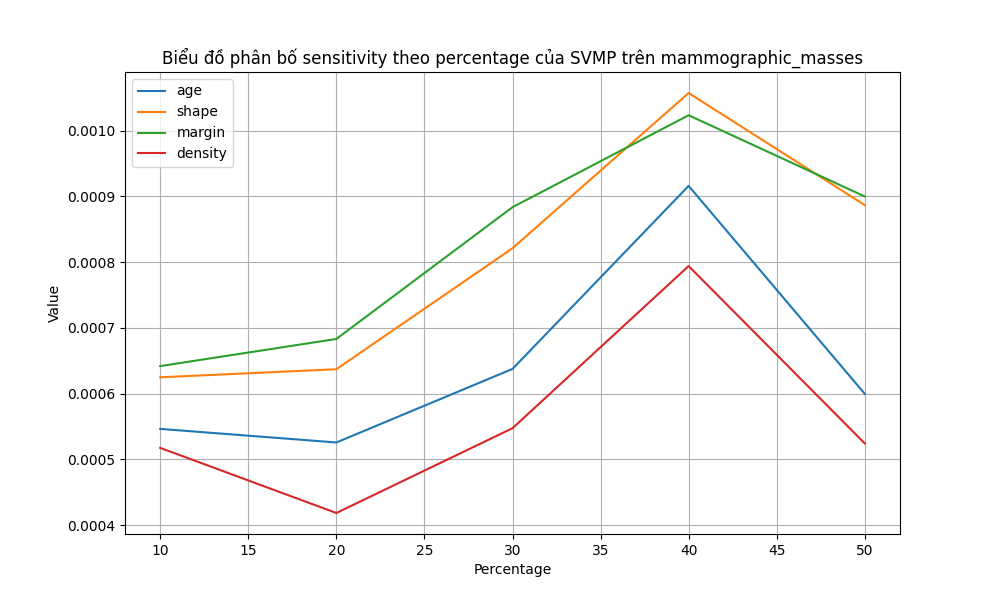 Biểu đồ phân bố sensitivity theo percentage của SVMP trên mammographic_masses
age
shape
margin
density
0.0010
0.0009
0.0008
0.0007
0.0006
0.0005
0.0004
Value
10 15 20 25 30 35 40 45 50
Percentage